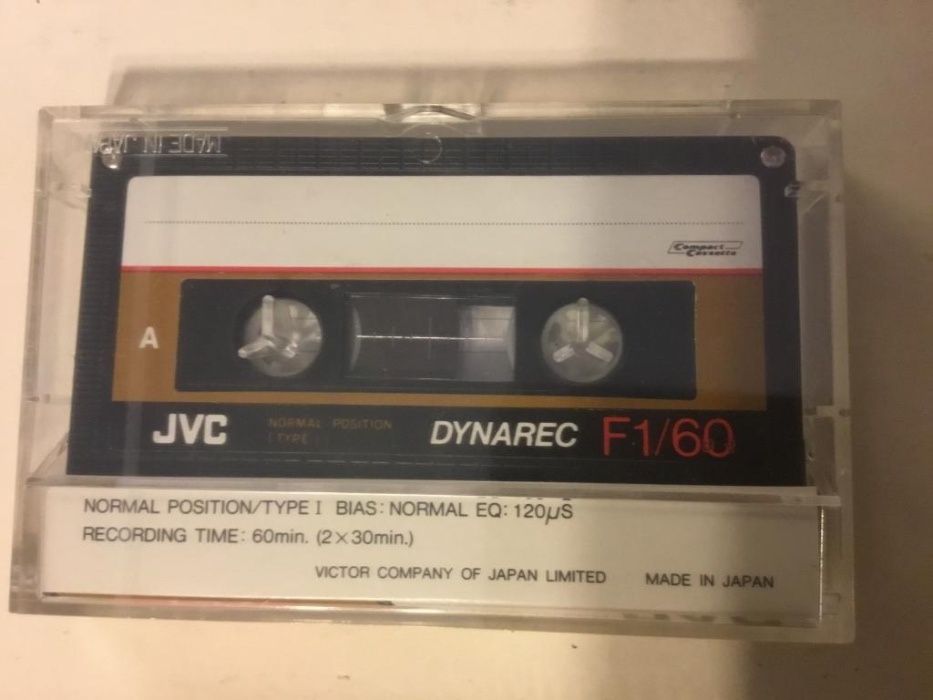 MADE IN JAPAN
Compact
Cassette
A
JVC NORMAL POSITION DYNAREC F1/60
(TYPE I)
NORMAL POSITION/TYPE I BIAS: NORMAL EQ: 120μS
RECORDING TIME: 60min. (2×30min.)
VICTOR COMPANY OF JAPAN LIMITED MADE IN JAPAN